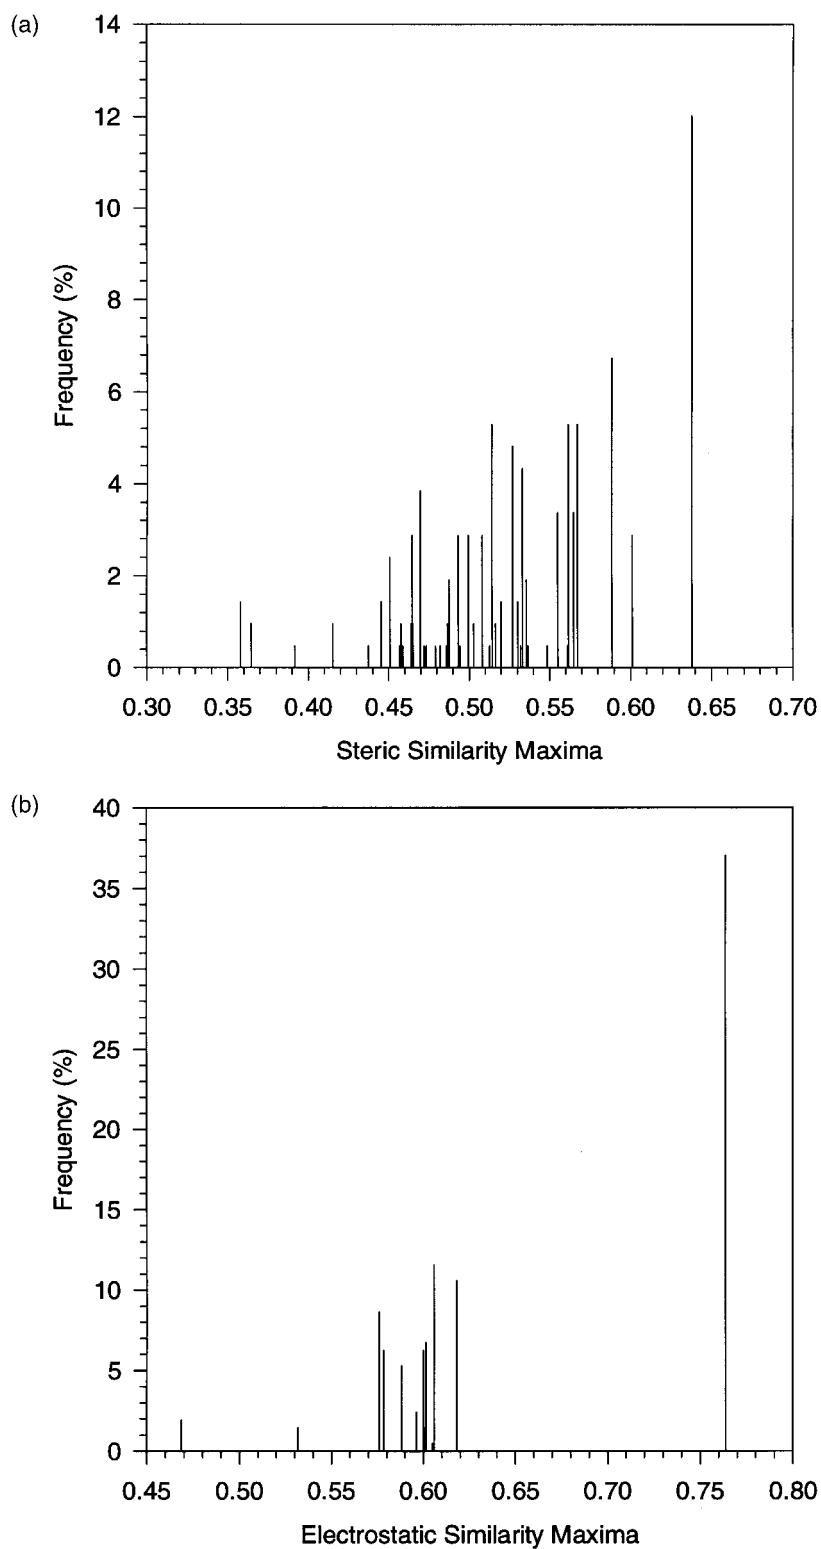 (a)
14
12
10
8
6
4
2
0
Frequency (%)
0.30 0.35 0.40 0.45 0.50 0.55 0.60 0.65 0.70
Steric Similarity Maxima
(b)
40
35
30
25
20
15
10
5
0
Frequency (%)
0.45 0.50 0.55 0.60 0.65 0.70 0.75 0.80
Electrostatic Similarity Maxima